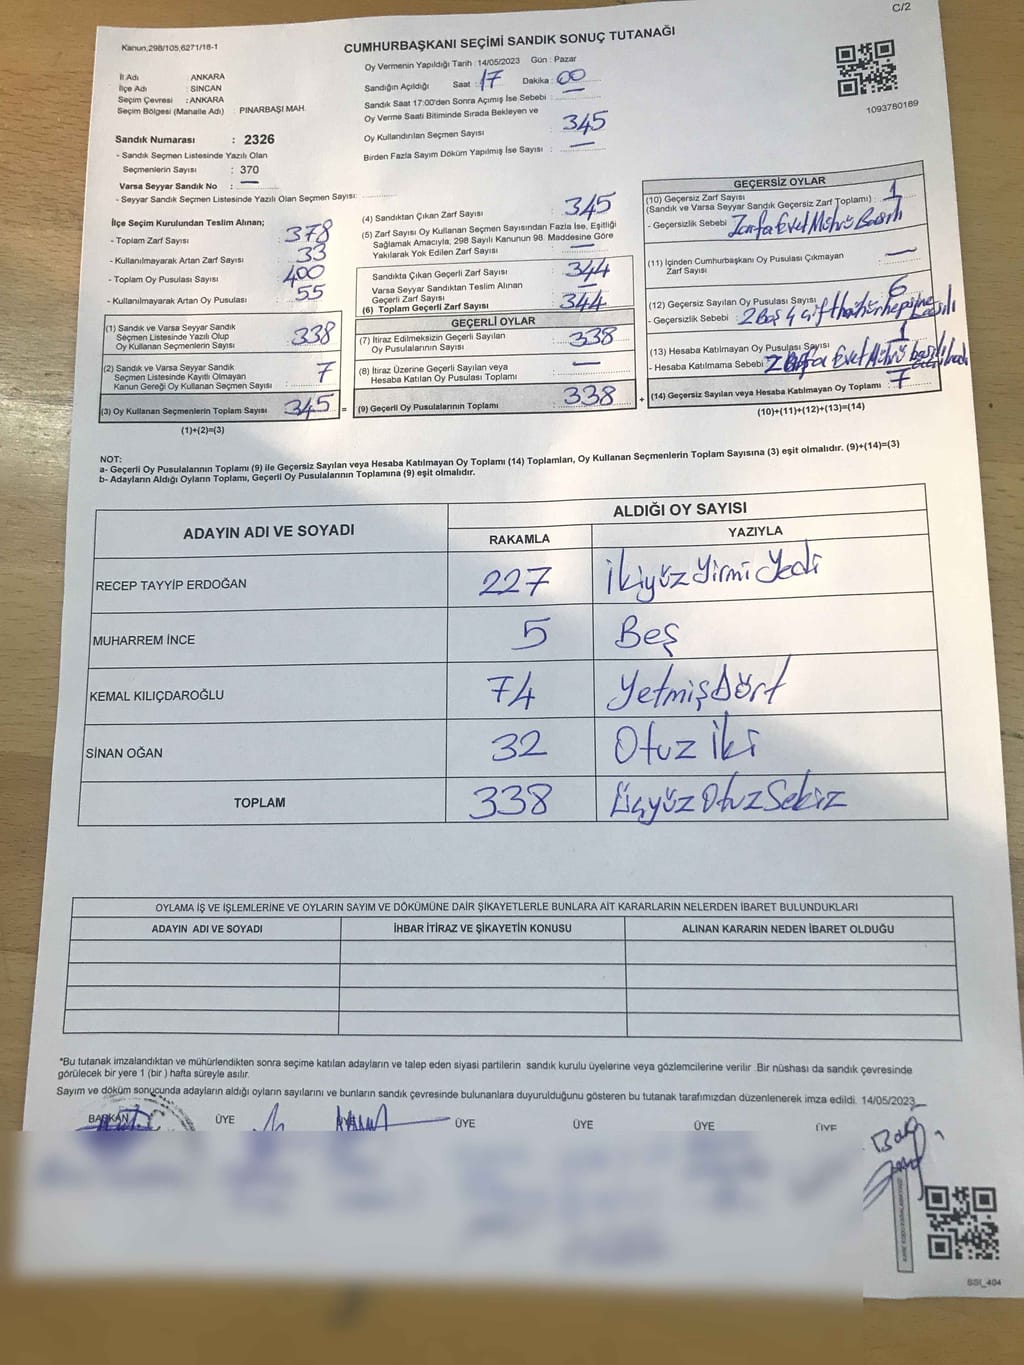 C/2
Kanun,298/105,6271/18-1
CUMHURBAŞKANI SEÇİMİ SANDIK SONUÇ TUTANAĞI
İl Adı ANKARA
İlçe Adı : SİNCAN
Seçim Çevresi : ANKARA
Seçim Bölgesi (Mahalle Adı) : PINARBAŞI MAH.
Oy Vermenin Yapıldığı Tarih : 14/05/2023 Gün : Pazar
Sandığın Açıldığı Saat : 17 Dakika : 00
Sandık Saat 17:00'den Sonra Açımış İse Sebebi :
Oy Verme Saati Bitiminde Sırada Bekleyen ve
Oy Kullandırılan Seçmen Sayısı : 345
Birden Fazla Sayım Döküm Yapılmış İse Sayısı : —
1093780189
Sandık Numarası : 2326
- Sandık Seçmen Listesinde Yazılı Olan
Seçmenlerin Sayısı : 370
Varsa Seyyar Sandık No : —
- Seyyar Sandık Seçmen Listesinde Yazılı Olan Seçmen Sayısı:
İlçe Seçim Kurulundan Teslim Alınan;
- Toplam Zarf Sayısı : 378
- Kullanılmayarak Artan Zarf Sayısı : 33
- Toplam Oy Pusulası Sayısı : 400
- Kullanılmayarak Artan Oy Pusulası : 55
(1) Sandık ve Varsa Seyyar Sandık
Seçmen Listesinde Yazılı Olup
Oy Kullanan Seçmenlerin Sayısı : 338
(2) Sandık ve Varsa Seyyar Sandık
Seçmen Listesinde Kayıtlı Olmayan
Kanun Gereği Oy Kullanan Seçmen Sayısı : 7
(3) Oy Kullanan Seçmenlerin Toplam Sayısı : 345 =
(1)+(2)=(3)
(4) Sandıktan Çıkan Zarf Sayısı : 345
(5) Zarf Sayısı Oy Kullanan Seçmen Sayısından Fazla İse, Eşitliği
Sağlamak Amacıyla, 298 Sayılı Kanunun 98. Maddesine Göre
Yakılarak Yok Edilen Zarf Sayısı : —
Sandıkta Çıkan Geçerli Zarf Sayısı : 344
Varsa Seyyar Sandıktan Teslim Alınan
Geçerli Zarf Sayısı : —
(6) Toplam Geçerli Zarf Sayısı : 344
GEÇERLİ OYLAR
(7) İtiraz Edilmeksizin Geçerli Sayılan
Oy Pusulalarının Sayısı : 338
(8) İtiraz Üzerine Geçerli Sayılan veya
Hesaba Katılan Oy Pusulası Toplamı : —
(9) Geçerli Oy Pusulalarının Toplamı : 338 +
GEÇERSİZ OYLAR
(10) Geçersiz Zarf Sayısı
(Sandık ve Varsa Seyyar Sandık Geçersiz Zarf Toplamı) : 1
- Geçersizlik Sebebi : Zarfa Evet Mührü Basılı
(11) İçinden Cumhurbaşkanı Oy Pusulası Çıkmayan
Zarf Sayısı : —
(12) Geçersiz Sayılan Oy Pusulası Sayısı : 6
- Geçersizlik Sebebi : 2 Boş 4 çift mühür hepsine basılı
(13) Hesaba Katılmayan Oy Pusulası Sayısı : 1
- Hesaba Katılmama Sebebi : Zarfa Evet Mührü basıldı
(14) Geçersiz Sayılan veya Hesaba Katılmayan Oy Toplamı : 7
(10)+(11)+(12)+(13)=(14)
NOT:
a- Geçerli Oy Pusulalarının Toplamı (9) ile Geçersiz Sayılan veya Hesaba Katılmayan Oy Toplamı (14) Toplamları, Oy Kullanan Seçmenlerin Toplam Sayısına (3) eşit olmalıdır. (9)+(14)=(3)
b- Adayların Aldığı Oyların Toplamı, Geçerli Oy Pusulalarının Toplamına (9) eşit olmalıdır.
ADAYIN ADI VE SOYADI ALDIĞI OY SAYISI
RAKAMLA YAZIYLA
RECEP TAYYİP ERDOĞAN 227 İkiyüz Yirmi Yedi
MUHARREM İNCE 5 Beş
KEMAL KILIÇDAROĞLU 74 Yetmiş Dört
SİNAN OĞAN 32 Otuz İki
TOPLAM 338 Üçyüz Otuz Sekiz
OYLAMA İŞ VE İŞLEMLERİNE VE OYLARIN SAYIM VE DÖKÜMÜNE DAİR ŞİKAYETLERLE BUNLARA AİT KARARLARIN NELERDEN İBARET BULUNDUKLARI
ADAYIN ADI VE SOYADI İHBAR İTİRAZ VE ŞİKAYETİN KONUSU ALINAN KARARIN NEDEN İBARET OLDUĞU
*Bu tutanak imzalandıktan ve mühürlendikten sonra seçime katılan adayların ve talep eden siyasi partilerin sandık kurulu üyelerine veya gözlemcilerine verilir. Bir nüshası da sandık çevresinde
görülecek bir yere 1 (bir ) hafta süreyle asılır.
Sayım ve döküm sonucunda adayların aldığı oyların sayılarını ve bunların sandık çevresinde bulunanlara duyurulduğunu gösteren bu tutanak tarafımızdan düzenlenerek imza edildi. 14/05/2023
BAŞKAN ÜYE ÜYE ÜYE ÜYE ÜYE
SSI_404